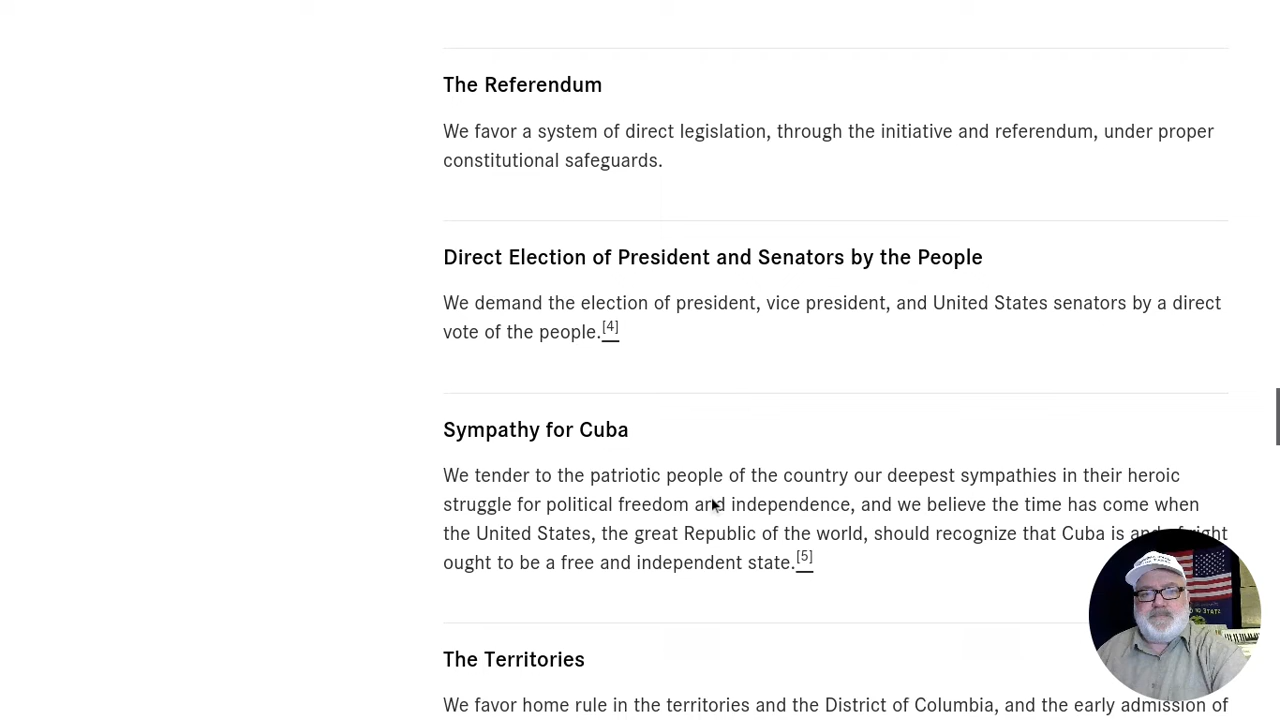 The Referendum
We favor a system of direct legislation, through the initiative and referendum, under proper
constitutional safeguards.
Direct Election of President and Senators by the People
We demand the election of president, vice president, and United States senators by a direct
vote of the people.[4]
Sympathy for Cuba
We tender to the patriotic people of the country our deepest sympathies in their heroic
struggle for political freedom and independence, and we believe the time has come when
the United States, the great Republic of the world, should recognize that Cuba is and of right
ought to be a free and independent state.[5]
The Territories
We favor home rule in the territories and the District of Columbia, and the early admission of